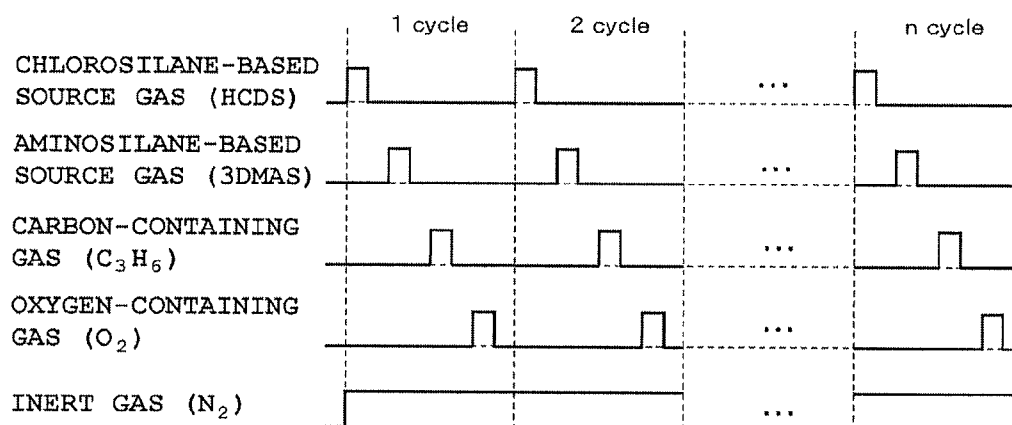 1 cycle 2 cycle n cycle
CHLOROSILANE-BASED
SOURCE GAS (HCDS)
...
AMINOSILANE-BASED
SOURCE GAS (3DMAS)
...
CARBON-CONTAINING
GAS (C₃H₆)
...
OXYGEN-CONTAINING
GAS (O₂)
...
INERT GAS (N₂)
...